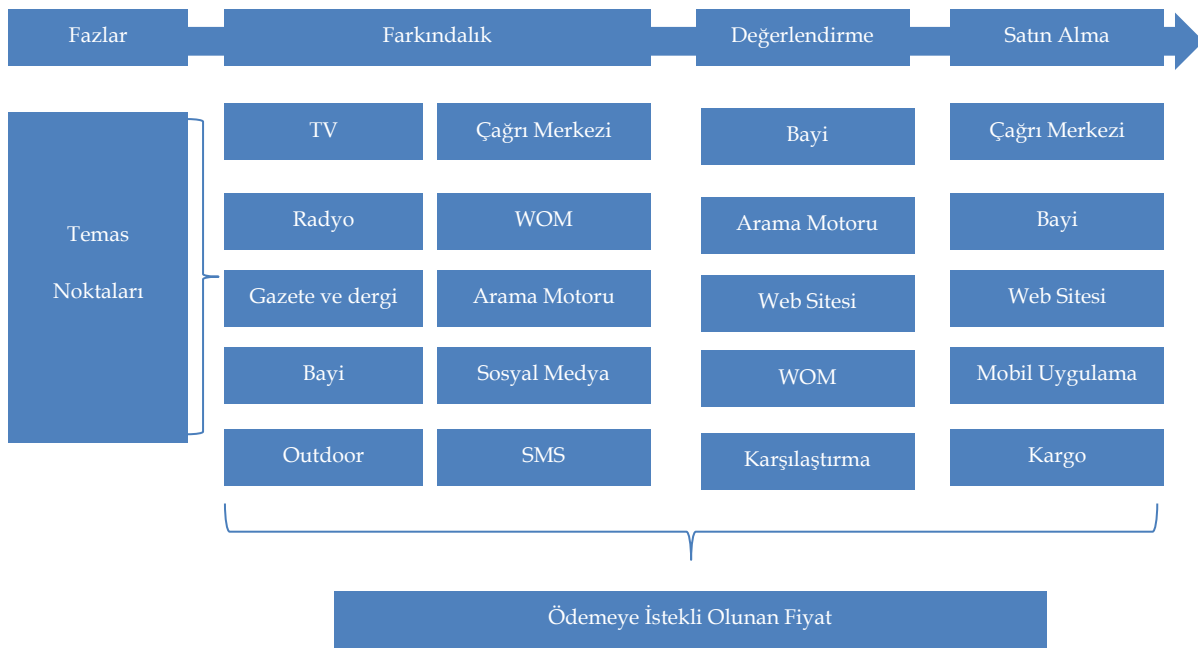 Fazlar
Farkındalık
Değerlendirme
Satın Alma
Temas
Noktaları
TV
Çağrı Merkezi
Bayi
Çağrı Merkezi
Radyo
WOM
Arama Motoru
Bayi
Gazete ve dergi
Arama Motoru
Web Sitesi
Web Sitesi
Bayi
Sosyal Medya
WOM
Mobil Uygulama
Outdoor
SMS
Karşılaştırma
Kargo
Ödemeye İstekli Olunan Fiyat